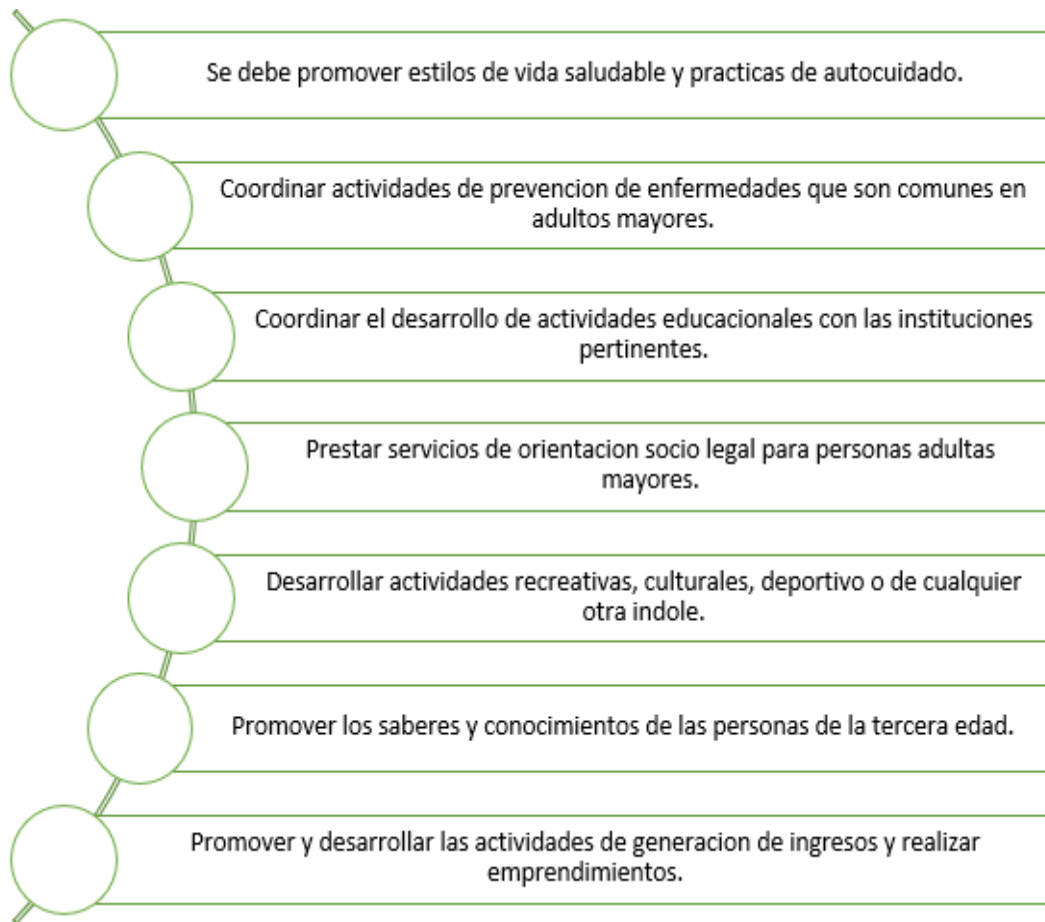 Se debe promover estilos de vida saludable y practicas de autocuidado.
Coordinar actividades de prevencion de enfermedades que son comunes en
adultos mayores.
Coordinar el desarrollo de actividades educacionales con las instituciones
pertinentes.
Prestar servicios de orientacion socio legal para personas adultas
mayores.
Desarrollar actividades recreativas, culturales, deportivo o de cualquier
otra indole.
Promover los saberes y conocimientos de las personas de la tercera edad.
Promover y desarrollar las actividades de generacion de ingresos y realizar
emprendimientos.